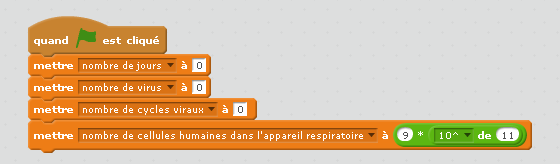 quand est cliqué
mettre nombre de jours à 0
mettre nombre de virus à 0
mettre nombre de cycles viraux à 0
mettre nombre de cellules humaines dans l'appareil respiratoire à 9 * 10^ de 11